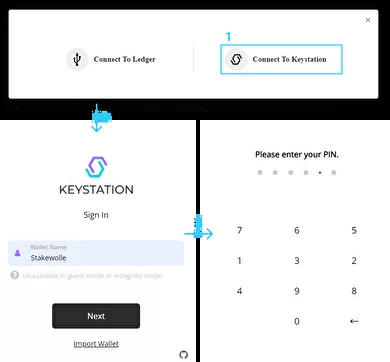 ×
1
Connect To Ledger
Connect To Keystation
KEYSTATION
Sign In
Wallet Name
Stakewolle
? Unavailable in guest mode or incognito mode.
Next
Import Wallet
Please enter your PIN.
7 6 5
1 3 2
4 9 8
0 ←